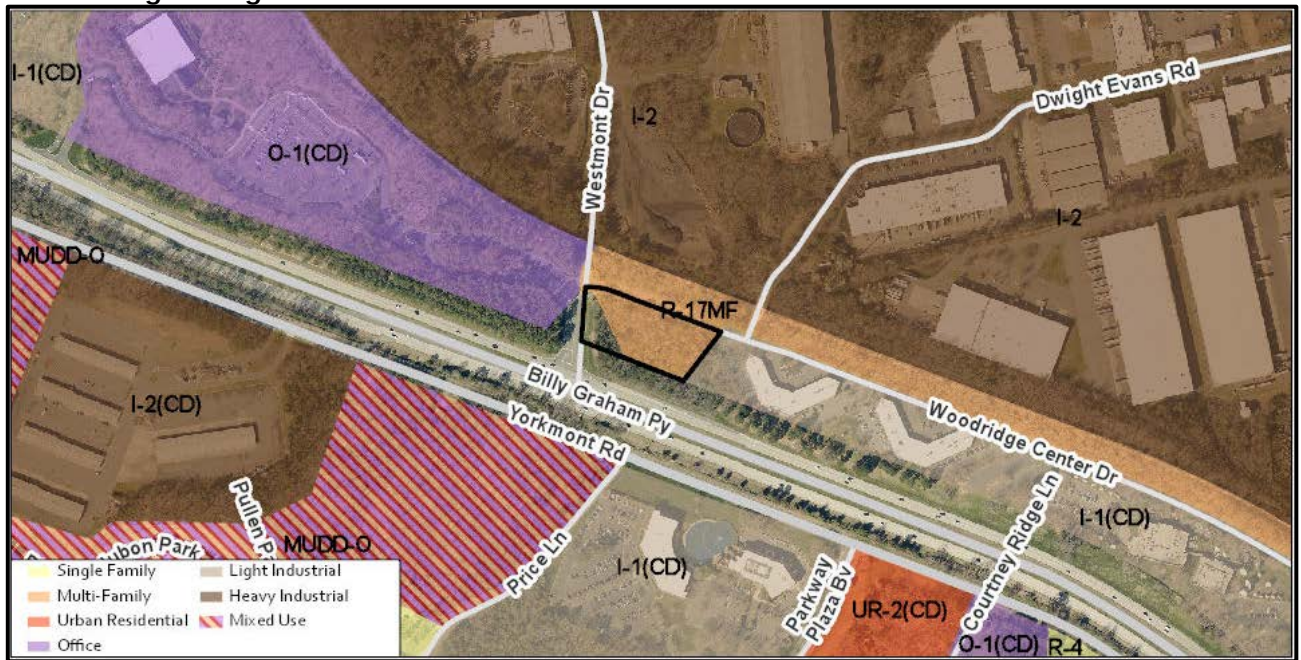 I-1(CD)
O-1(CD)
Westmont Dr
I-2
Dwight Evans Rd
I-2
MUDD-O
R-17MF
I-2(CD)
Billy Graham Py
Yorkmont Rd
Woodridge Center Dr
Courtney Ridge Ln
I-1(CD)
MUDD-O
Price Ln
I-1(CD)
Parkway
Plaza Bv
UR-2(CD)
O-1(CD)
R-4
Single Family
Multi-Family
Urban Residential
Office
Light Industrial
Heavy Industrial
Mixed Use